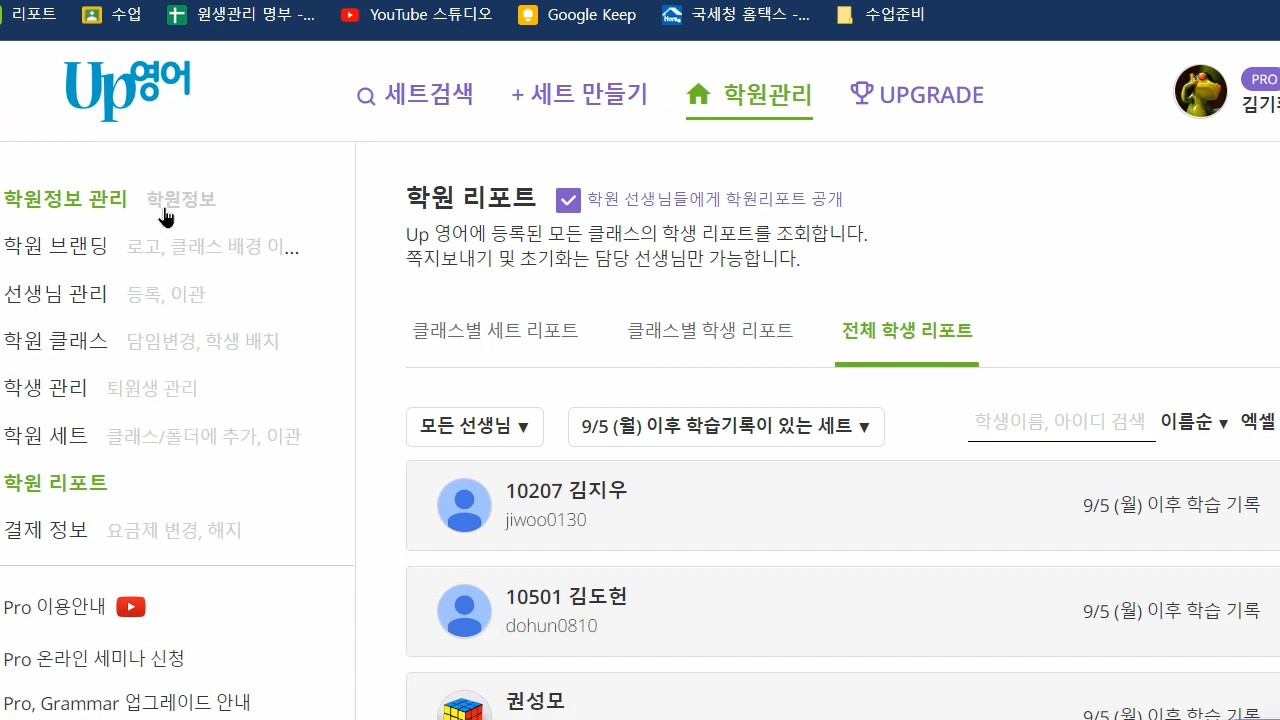 리포트
수업
원생관리 명부 -...
YouTube 스튜디오
Google Keep
국세청 홈택스 -...
수업준비
Up영어
세트검색
+ 세트 만들기
학원관리
UPGRADE
PRO
학원정보 관리 학원정보
학원 브랜딩 로고, 클래스 배경 이...
선생님 관리 등록, 이관
학원 클래스 담임변경, 학생 배치
학생 관리 퇴원생 관리
학원 세트 클래스/폴더에 추가, 이관
학원 리포트
결제 정보 요금제 변경, 해지
Pro 이용안내
Pro 온라인 세미나 신청
Pro, Grammar 업그레이드 안내
학원 리포트 학원 선생님들에게 학원리포트 공개
Up 영어에 등록된 모든 클래스의 학생 리포트를 조회합니다.
쪽지보내기 및 초기화는 담당 선생님만 가능합니다.
클래스별 세트 리포트
클래스별 학생 리포트
전체 학생 리포트
모든 선생님 ▼
9/5 (월) 이후 학습기록이 있는 세트 ▼
학생이름, 아이디 검색
이름순 ▼
엑셀
10207 김지우
jiwoo0130
9/5 (월) 이후 학습 기록
10501 김도헌
dohun0810
9/5 (월) 이후 학습 기록
권성모
9/5 (월) 이후 학습 기록